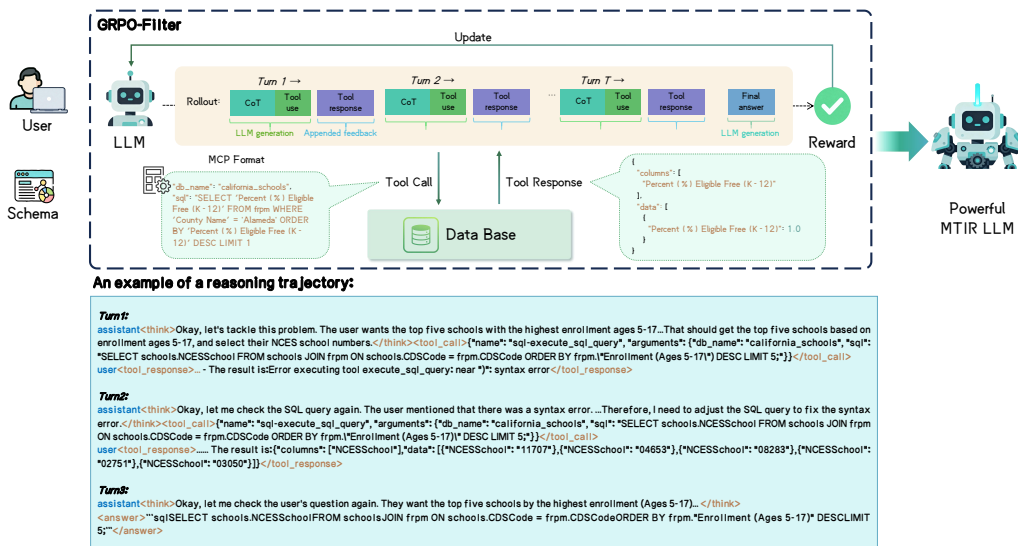 GRPO-Filter
Update
User
Schema
LLM
Rollout:
Turn 1 →
CoT
Tool use
Tool response
LLM generation
Appended feedback
Turn 2 →
CoT
Tool use
Tool response
...
Turn T→
CoT
Tool use
Tool response
Final answer
LLM generation
Reward
MCP Format
"db_name": "california_schools",
"sql": "SELECT 'Percent (%) Eligible
Free (K-12)' FROM frpm WHERE
'County Name' = 'Alameda' ORDER
BY 'Percent (%) Eligible Free (K-
12)' DESC LIMIT 1
Tool Call
Tool Response
Data Base
{
"columns": [
"Percent (%) Eligible Free (K-12)"
],
"data": [
{
"Percent (%) Eligible Free (K-12)": 1.0
}
}
Powerful
MTIR LLM
An example of a reasoning trajectory:
Turn1:
assistant<think>Okay, let's tackle this problem. The user wants the top five schools with the highest enrollment ages 5-17...That should get the top five schools based on
enrollment ages 5-17, and select their NCES school numbers.</think><tool_call>{"name": "sql-execute_sql_query", "arguments": {"db_name": "california_schools", "sql":
"SELECT schools.NCESSchool FROM schools JOIN frpm ON schools.CDSCode = frpm.CDSCode ORDER BY frpm.\"Enrollment (Ages 5-17\") DESC LIMIT 5;"}}</tool_call>
user<tool_response>... - The result is:Error executing tool execute_sql_query: near ")": syntax error</tool_response>
Turn2:
assistant<think>Okay, let me check the SQL query again. The user mentioned that there was a syntax error. ...Therefore, I need to adjust the SQL query to fix the syntax
error.</think><tool_call>{"name": "sql-execute_sql_query", "arguments": {"db_name": "california_schools", "sql": "SELECT schools.NCESSchool FROM schools JOIN frpm
ON schools.CDSCode = frpm.CDSCode ORDER BY frpm.\"Enrollment (Ages 5-17)\" DESC LIMIT 5;"}}</tool_call>
user<tool_response>...... The result is:{"columns": ["NCESSchool"],"data": [{"NCESSchool": "11707"},{"NCESSchool": "04653"},{"NCESSchool": "08283"},{"NCESSchool":
"02751"},{"NCESSchool": "03050"}]}</tool_response>
Turn3:
assistant<think>Okay, let me check the user's question again. They want the top five schools by the highest enrollment (Ages 5-17)... </think>
<answer>```sqlSELECT schools.NCESSchoolFROM schoolsJOIN frpm ON schools.CDSCode = frpm.CDSCodeORDER BY frpm."Enrollment (Ages 5-17)" DESCLIMIT
5;```</answer>